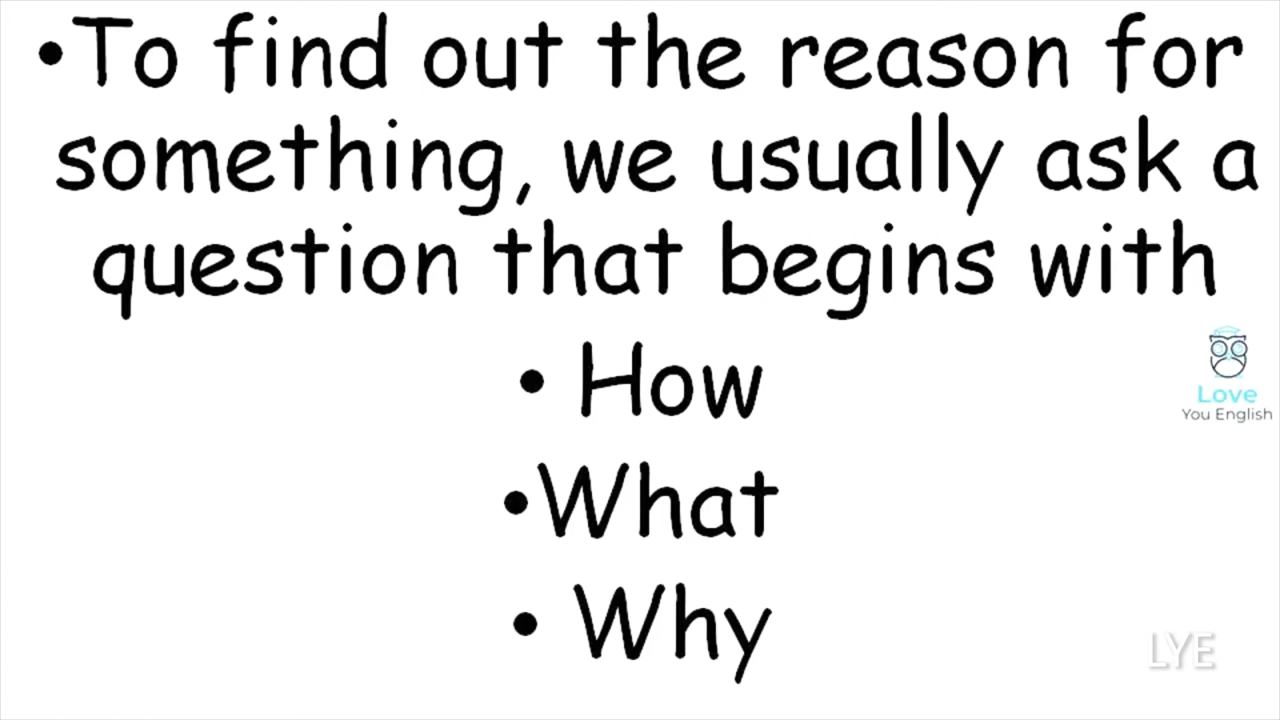 •To find out the reason for
something, we usually ask a
question that begins with
• How
•What
• Why
Love
You English
LYE